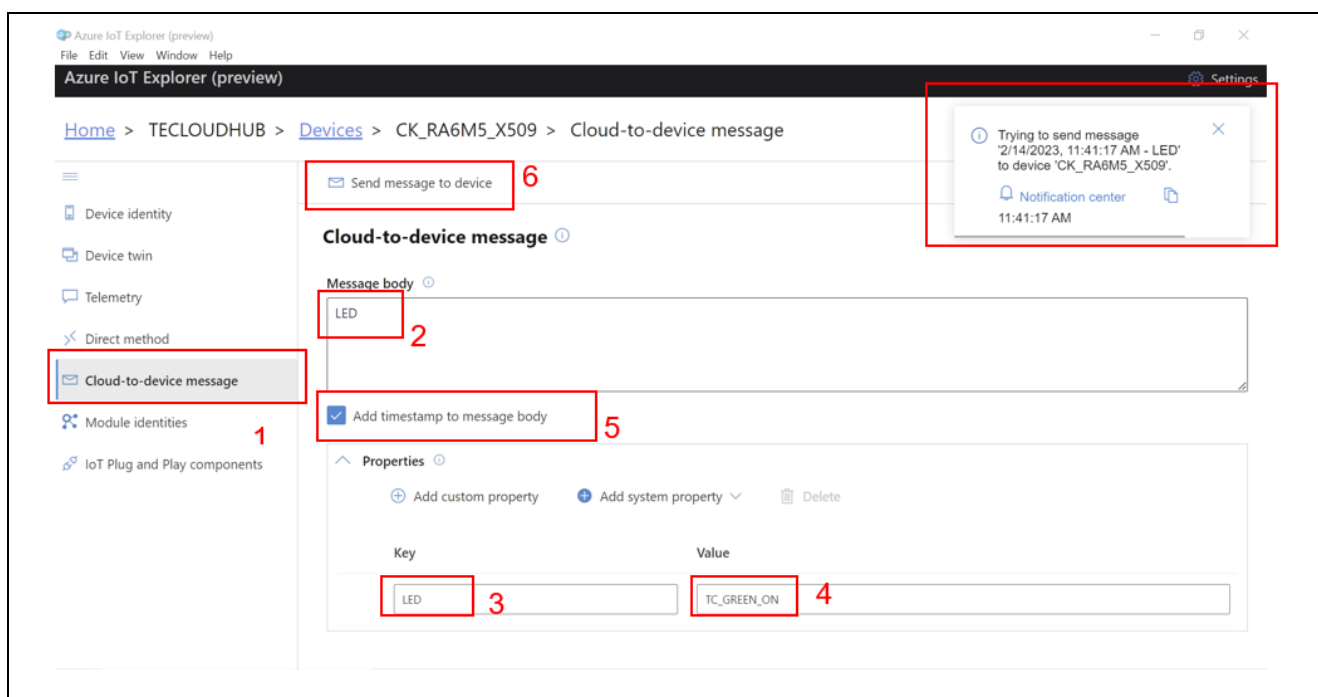 Azure IoT Explorer (preview)
File Edit View Window Help
Azure IoT Explorer (preview)
Settings
Home > TECLOUDHUB > Devices > CK_RA6M5_X509 > Cloud-to-device message
Trying to send message
'2/14/2023, 11:41:17 AM - LED'
to device 'CK_RA6M5_X509'.
Notification center
11:41:17 AM
Device identity
Device twin
Telemetry
Direct method
Cloud-to-device message
1
Module identities
IoT Plug and Play components
Send message to device
6
Cloud-to-device message
Message body
LED
2
Add timestamp to message body
5
Properties
Add custom property
Add system property
Delete
Key
Value
LED
3
TC_GREEN_ON
4